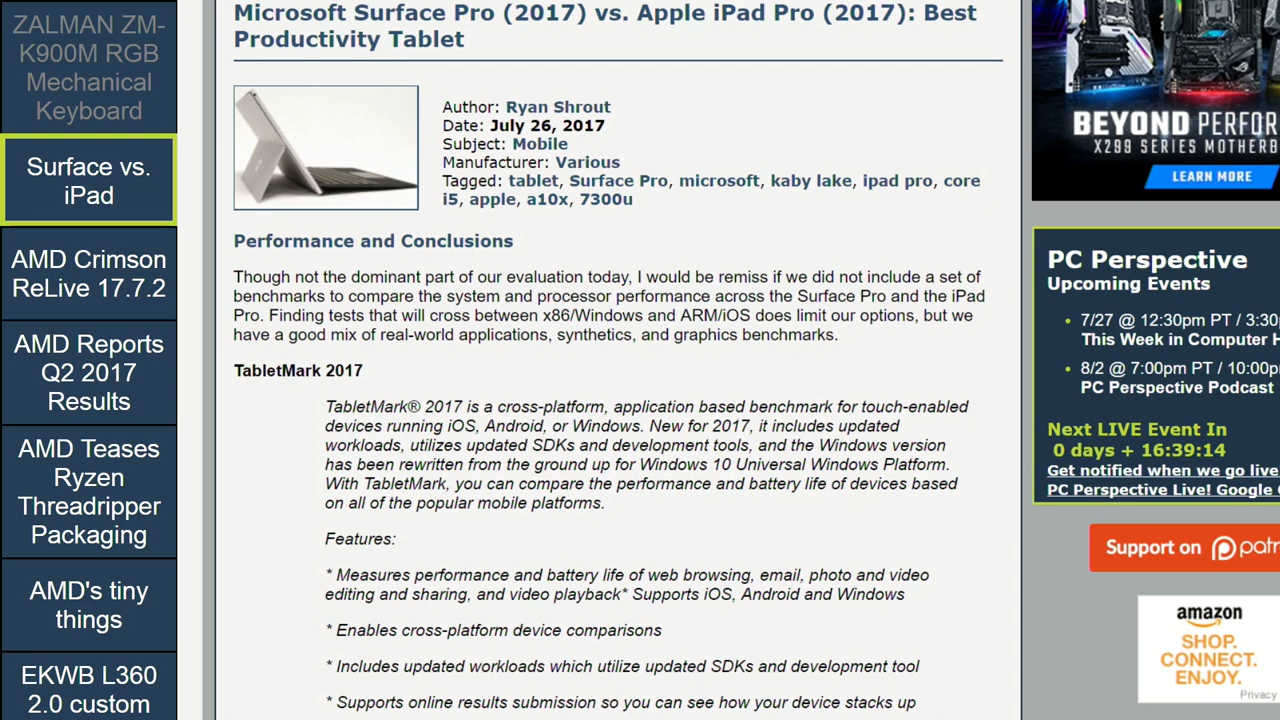 ZALMAN ZM-
K900M RGB
Mechanical
Keyboard
Surface vs.
iPad
AMD Crimson
ReLive 17.7.2
AMD Reports
Q2 2017
Results
AMD Teases
Ryzen
Threadripper
Packaging
AMD's tiny
things
EKWB L360
2.0 custom
Microsoft Surface Pro (2017) vs. Apple iPad Pro (2017): Best
Productivity Tablet
Author: Ryan Shrout
Date: July 26, 2017
Subject: Mobile
Manufacturer: Various
Tagged: tablet, Surface Pro, microsoft, kaby lake, ipad pro, core
i5, apple, a10x, 7300u
Performance and Conclusions
Though not the dominant part of our evaluation today, I would be remiss if we did not include a set of
benchmarks to compare the system and processor performance across the Surface Pro and the iPad
Pro. Finding tests that will cross between x86/Windows and ARM/iOS does limit our options, but we
have a good mix of real-world applications, synthetics, and graphics benchmarks.
TabletMark 2017
TabletMark® 2017 is a cross-platform, application based benchmark for touch-enabled
devices running iOS, Android, or Windows. New for 2017, it includes updated
workloads, utilizes updated SDKs and development tools, and the Windows version
has been rewritten from the ground up for Windows 10 Universal Windows Platform.
With TabletMark, you can compare the performance and battery life of devices based
on all of the popular mobile platforms.
Features:
* Measures performance and battery life of web browsing, email, photo and video
editing and sharing, and video playback* Supports iOS, Android and Windows
* Enables cross-platform device comparisons
* Includes updated workloads which utilize updated SDKs and development tool
* Supports online results submission so you can see how your device stacks up
BEYOND PERFOR
X299 SERIES MOTHERB
LEARN MORE
PC Perspective
Upcoming Events
• 7/27 @ 12:30pm PT / 3:30
This Week in Computer H
• 8/2 @ 7:00pm PT / 10:00p
PC Perspective Podcast
Next LIVE Event In
0 days + 16:39:14
Get notified when we go live
PC Perspective Live! Google
Support on patr
amazon
SHOP.
CONNECT.
ENJOY.
Privacy